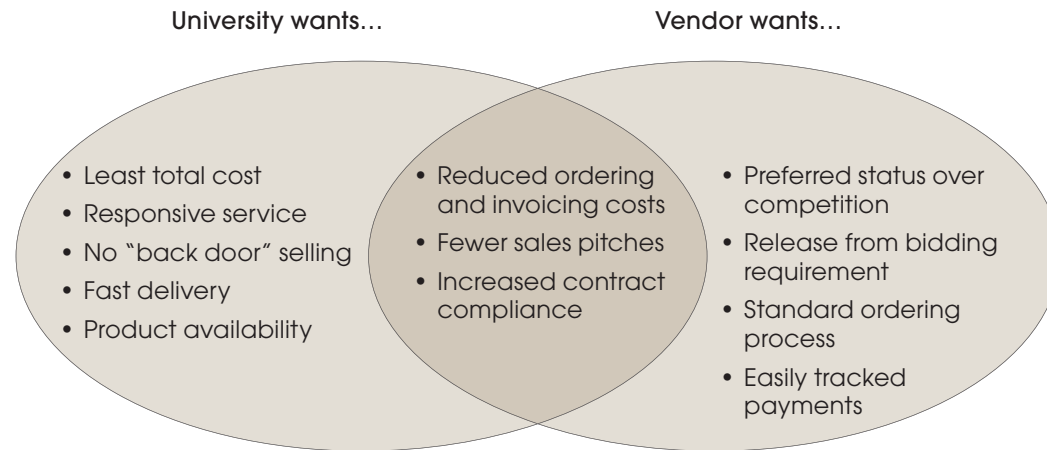 University wants…
Vendor wants…
• Least total cost
• Responsive service
• No “back door” selling
• Fast delivery
• Product availability
• Reduced ordering
and invoicing costs
• Fewer sales pitches
• Increased contract
compliance
• Preferred status over
competition
• Release from bidding
requirement
• Standard ordering
process
• Easily tracked
payments